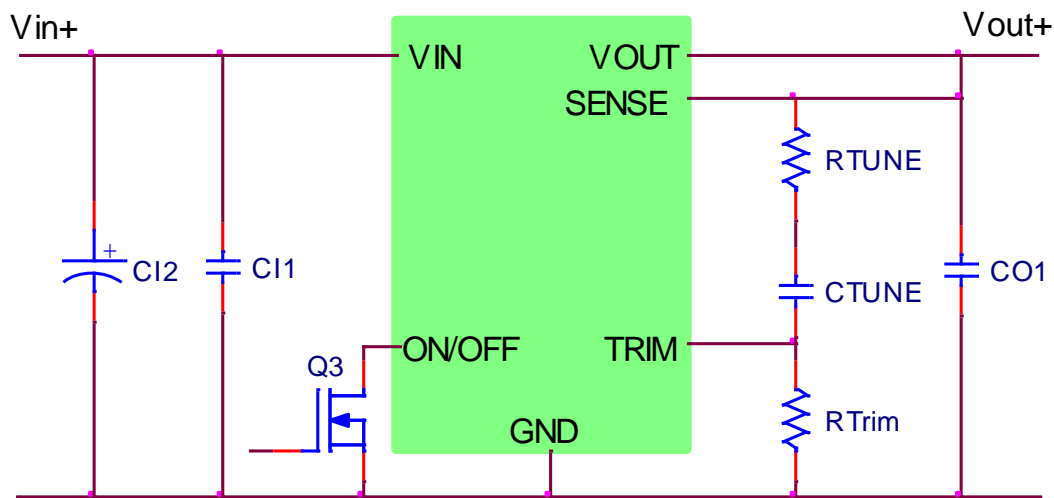 Vin+
Vout+
VIN
VOUT
SENSE
RTUNE
+
CI2
CI1
CO1
CTUNE
ON/OFF
TRIM
Q3
RTrim
GND